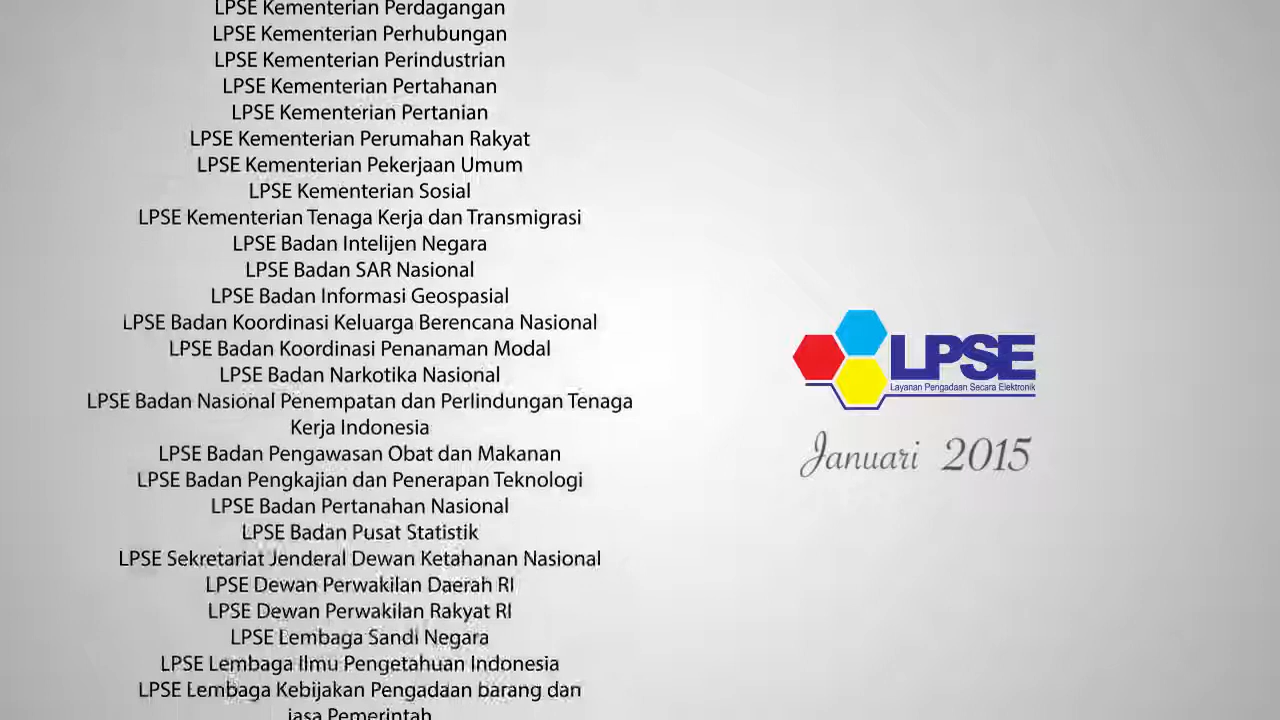 LPSE Kementerian Perdagangan
LPSE Kementerian Perhubungan
LPSE Kementerian Perindustrian
LPSE Kementerian Pertahanan
LPSE Kementerian Pertanian
LPSE Kementerian Perumahan Rakyat
LPSE Kementerian Pekerjaan Umum
LPSE Kementerian Sosial
LPSE Kementerian Tenaga Kerja dan Transmigrasi
LPSE Badan Intelijen Negara
LPSE Badan SAR Nasional
LPSE Badan Informasi Geospasial
LPSE Badan Koordinasi Keluarga Berencana Nasional
LPSE Badan Koordinasi Penanaman Modal
LPSE Badan Narkotika Nasional
LPSE Badan Nasional Penempatan dan Perlindungan Tenaga
Kerja Indonesia
LPSE Badan Pengawasan Obat dan Makanan
LPSE Badan Pengkajian dan Penerapan Teknologi
LPSE Badan Pertanahan Nasional
LPSE Badan Pusat Statistik
LPSE Sekretariat Jenderal Dewan Ketahanan Nasional
LPSE Dewan Perwakilan Daerah RI
LPSE Dewan Perwakilan Rakyat RI
LPSE Lembaga Sandi Negara
LPSE Lembaga Ilmu Pengetahuan Indonesia
LPSE Lembaga Kebijakan Pengadaan barang dan
jasa Pemerintah
LPSE
Layanan Pengadaan Secara Elektronik
Januari 2015